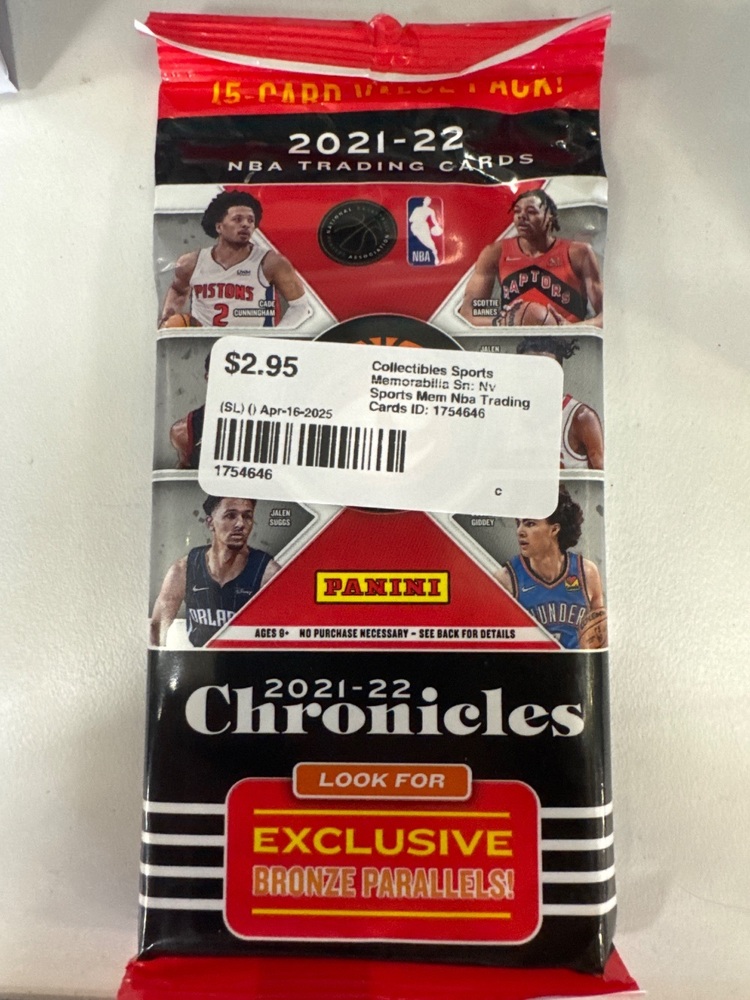 15-CARD VALUE PACK!
2021-22
NBA TRADING CARDS
NATIONAL
ASSOCIATION
NBA
PISTONS
2
CADE
CUNNINGHAM
RAPTORS
SCOTTIE
BARNES
JALEN
$2.95
Collectibles Sports
Memorabilia Sn: Nv
Sports Mem Nba Trading
Cards ID: 1754646
(SL) () Apr-16-2025
1754646
C
JALEN
SUGGS
GIDDEY
PANINI
AGES 9+ NO PURCHASE NECESSARY – SEE BACK FOR DETAILS
2021-22
Chronicles
LOOK FOR
EXCLUSIVE
BRONZE PARALLELS!